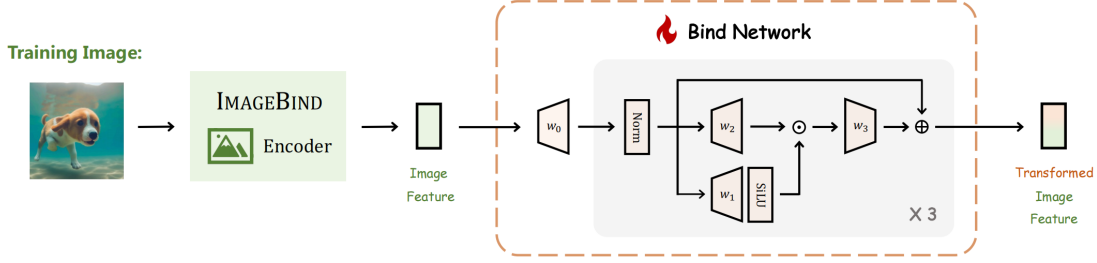 Training Image:
IMAGEBIND
Encoder
Image
Feature
Bind Network
w₀
Norm
w₂
w₁
SiLU
w₃
X 3
Transformed
Image
Feature